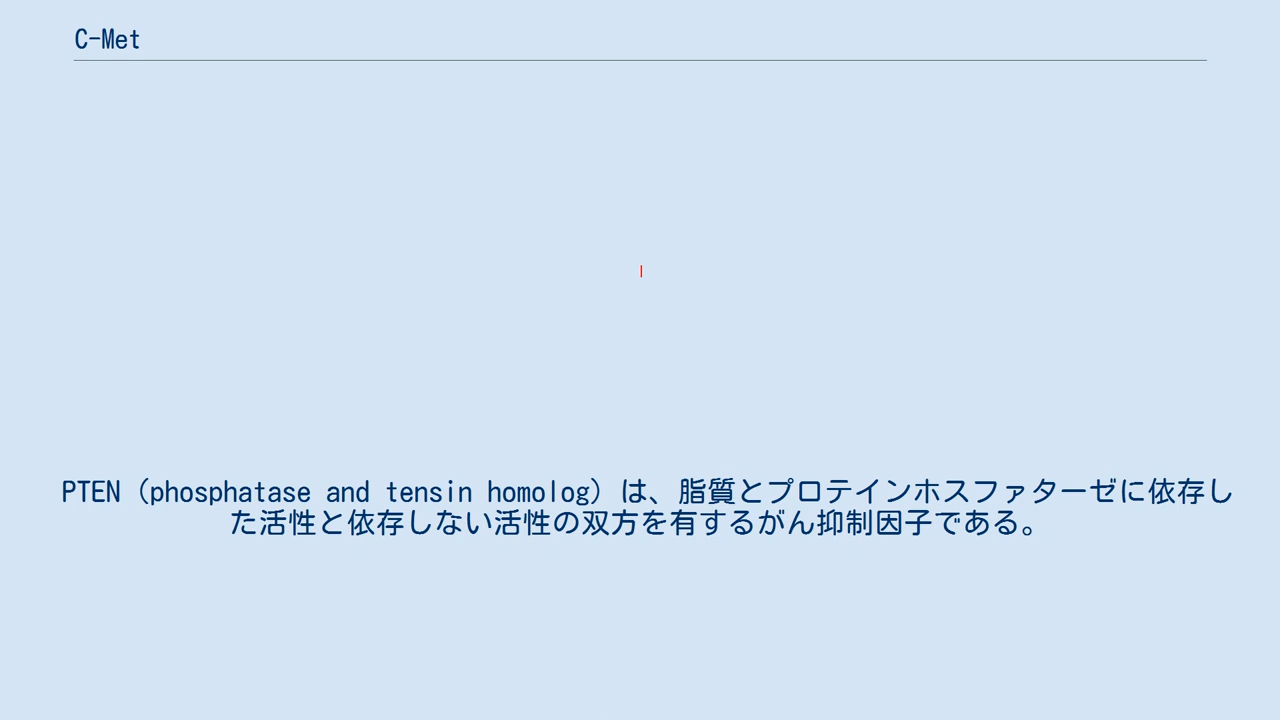 C-Met
PTEN（phosphatase and tensin homolog）は、脂質とプロテインホスファターゼに依存し
た活性と依存しない活性の双方を有するがん抑制因子である。